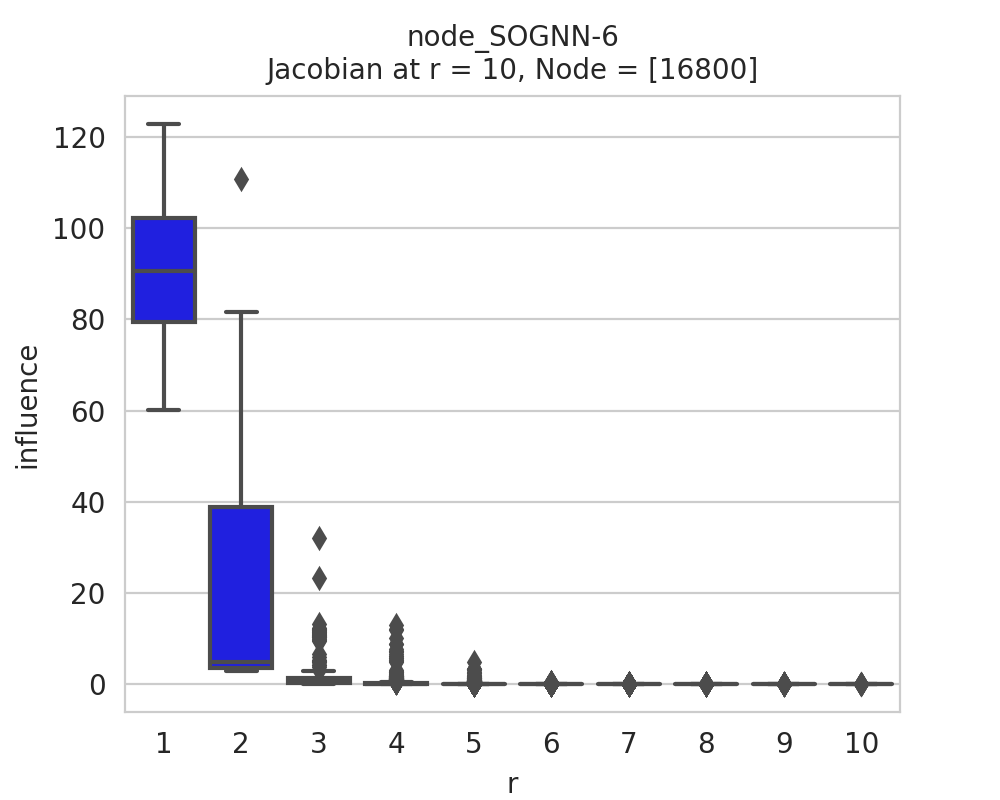 node_SOGNN-6
Jacobian at r = 10, Node = [16800]
120
100
80
60
40
20
0
influence
1 2 3 4 5 6 7 8 9 10
r